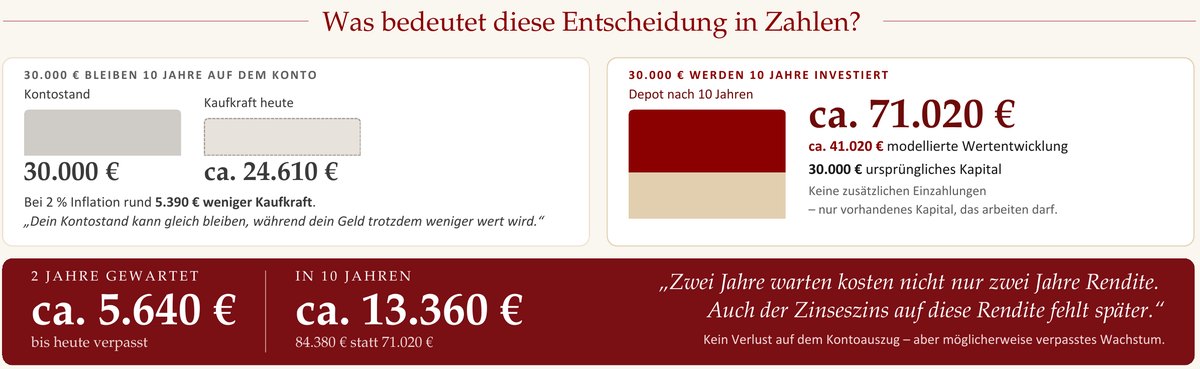 Was bedeutet diese Entscheidung in Zahlen?
30.000 € BLEIBEN 10 JAHRE AUF DEM KONTO
Kontostand
Kaufkraft heute
30.000 €
ca. 24.610 €
Bei 2 % Inflation rund 5.390 € weniger Kaufkraft.
„Dein Kontostand kann gleich bleiben, während dein Geld trotzdem weniger wert wird.“
30.000 € WERDEN 10 JAHRE INVESTIERT
Depot nach 10 Jahren
ca. 71.020 €
ca. 41.020 € modellierte Wertentwicklung
30.000 € ursprüngliches Kapital
Keine zusätzlichen Einzahlungen
– nur vorhandenes Kapital, das arbeiten darf.
2 JAHRE GEWARTET
ca. 5.640 €
bis heute verpasst
IN 10 JAHREN
ca. 13.360 €
84.380 € statt 71.020 €
„Zwei Jahre warten kosten nicht nur zwei Jahre Rendite.
Auch der Zinseszins auf diese Rendite fehlt später.“
Kein Verlust auf dem Kontoauszug – aber möglicherweise verpasstes Wachstum.